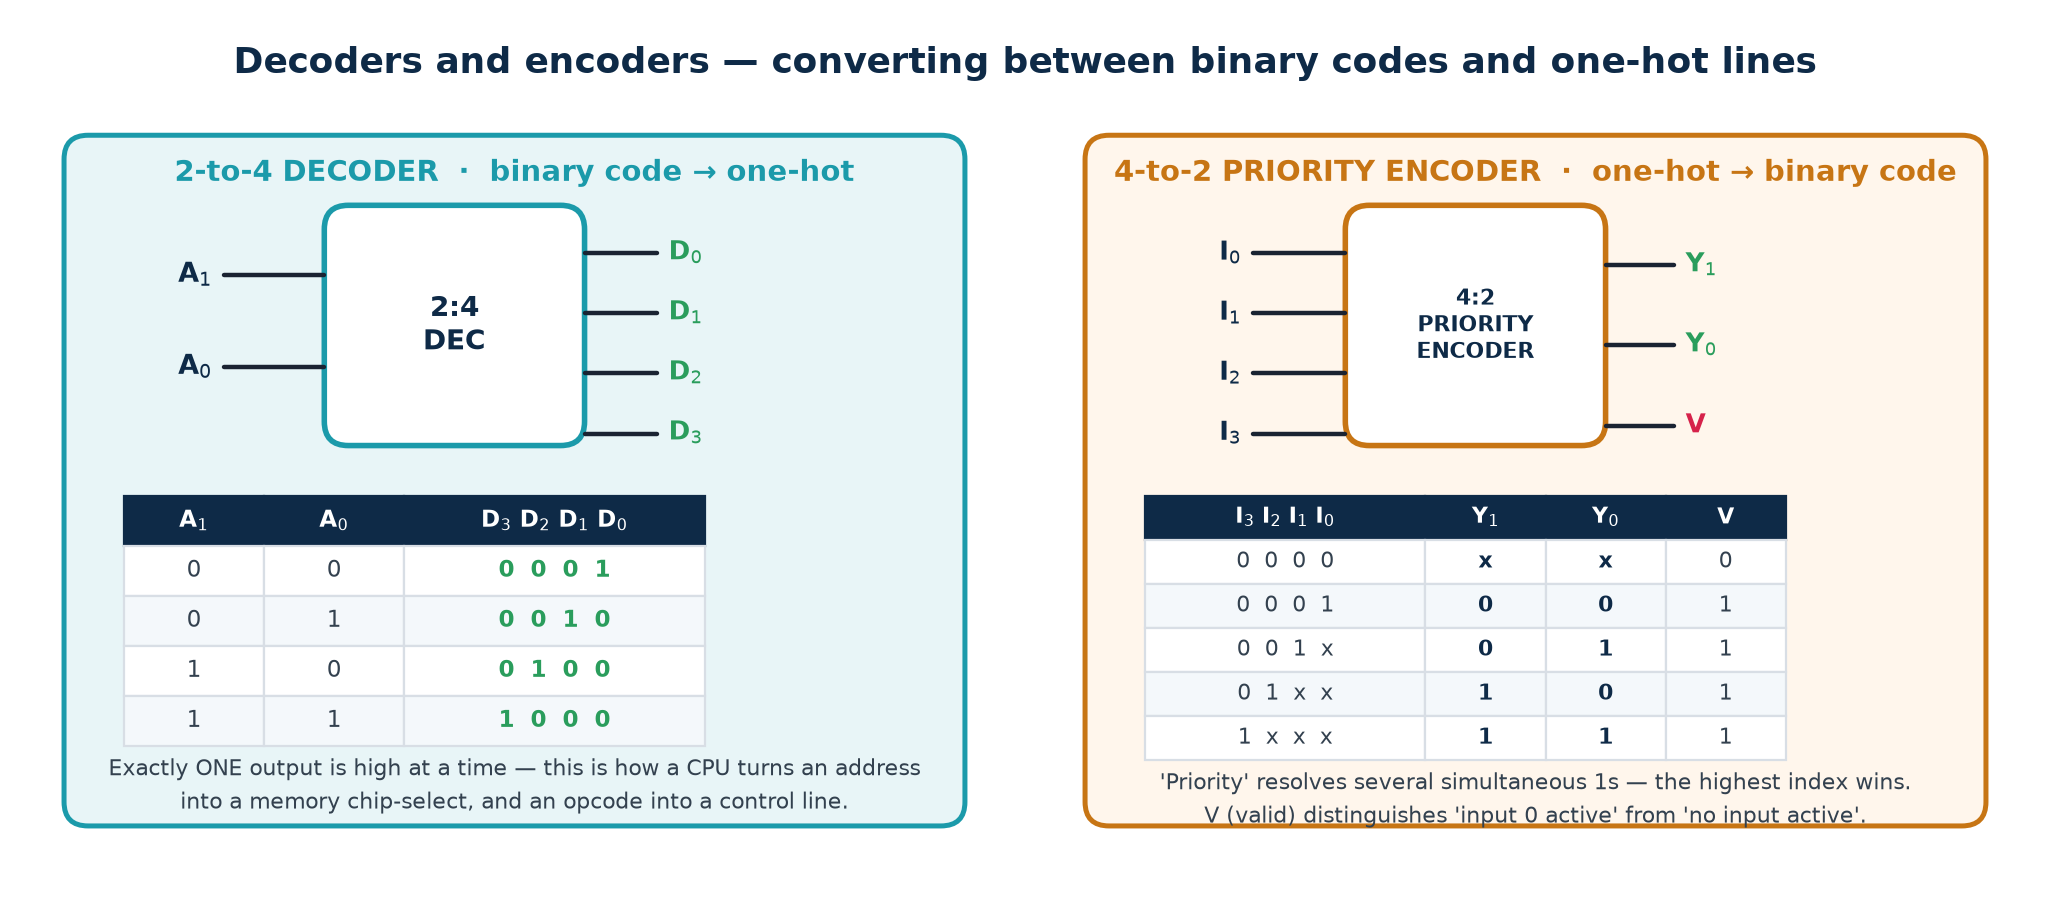 Decoders and encoders — converting between binary codes and one-hot lines
2-to-4 DECODER · binary code → one-hot
A₁
A₀
2:4
DEC
D₀
D₁
D₂
D₃
A₁ A₀ D₃ D₂ D₁ D₀
0 0 0 0 0 1
0 1 0 0 1 0
1 0 0 1 0 0
1 1 1 0 0 0
Exactly ONE output is high at a time — this is how a CPU turns an address
into a memory chip-select, and an opcode into a control line.
4-to-2 PRIORITY ENCODER · one-hot → binary code
I₀
I₁
I₂
I₃
4:2
PRIORITY
ENCODER
Y₁
Y₀
V
I₃ I₂ I₁ I₀ Y₁ Y₀ V
0 0 0 0 x x 0
0 0 0 1 0 0 1
0 0 1 x 0 1 1
0 1 x x 1 0 1
1 x x x 1 1 1
'Priority' resolves several simultaneous 1s — the highest index wins.
V (valid) distinguishes 'input 0 active' from 'no input active'.